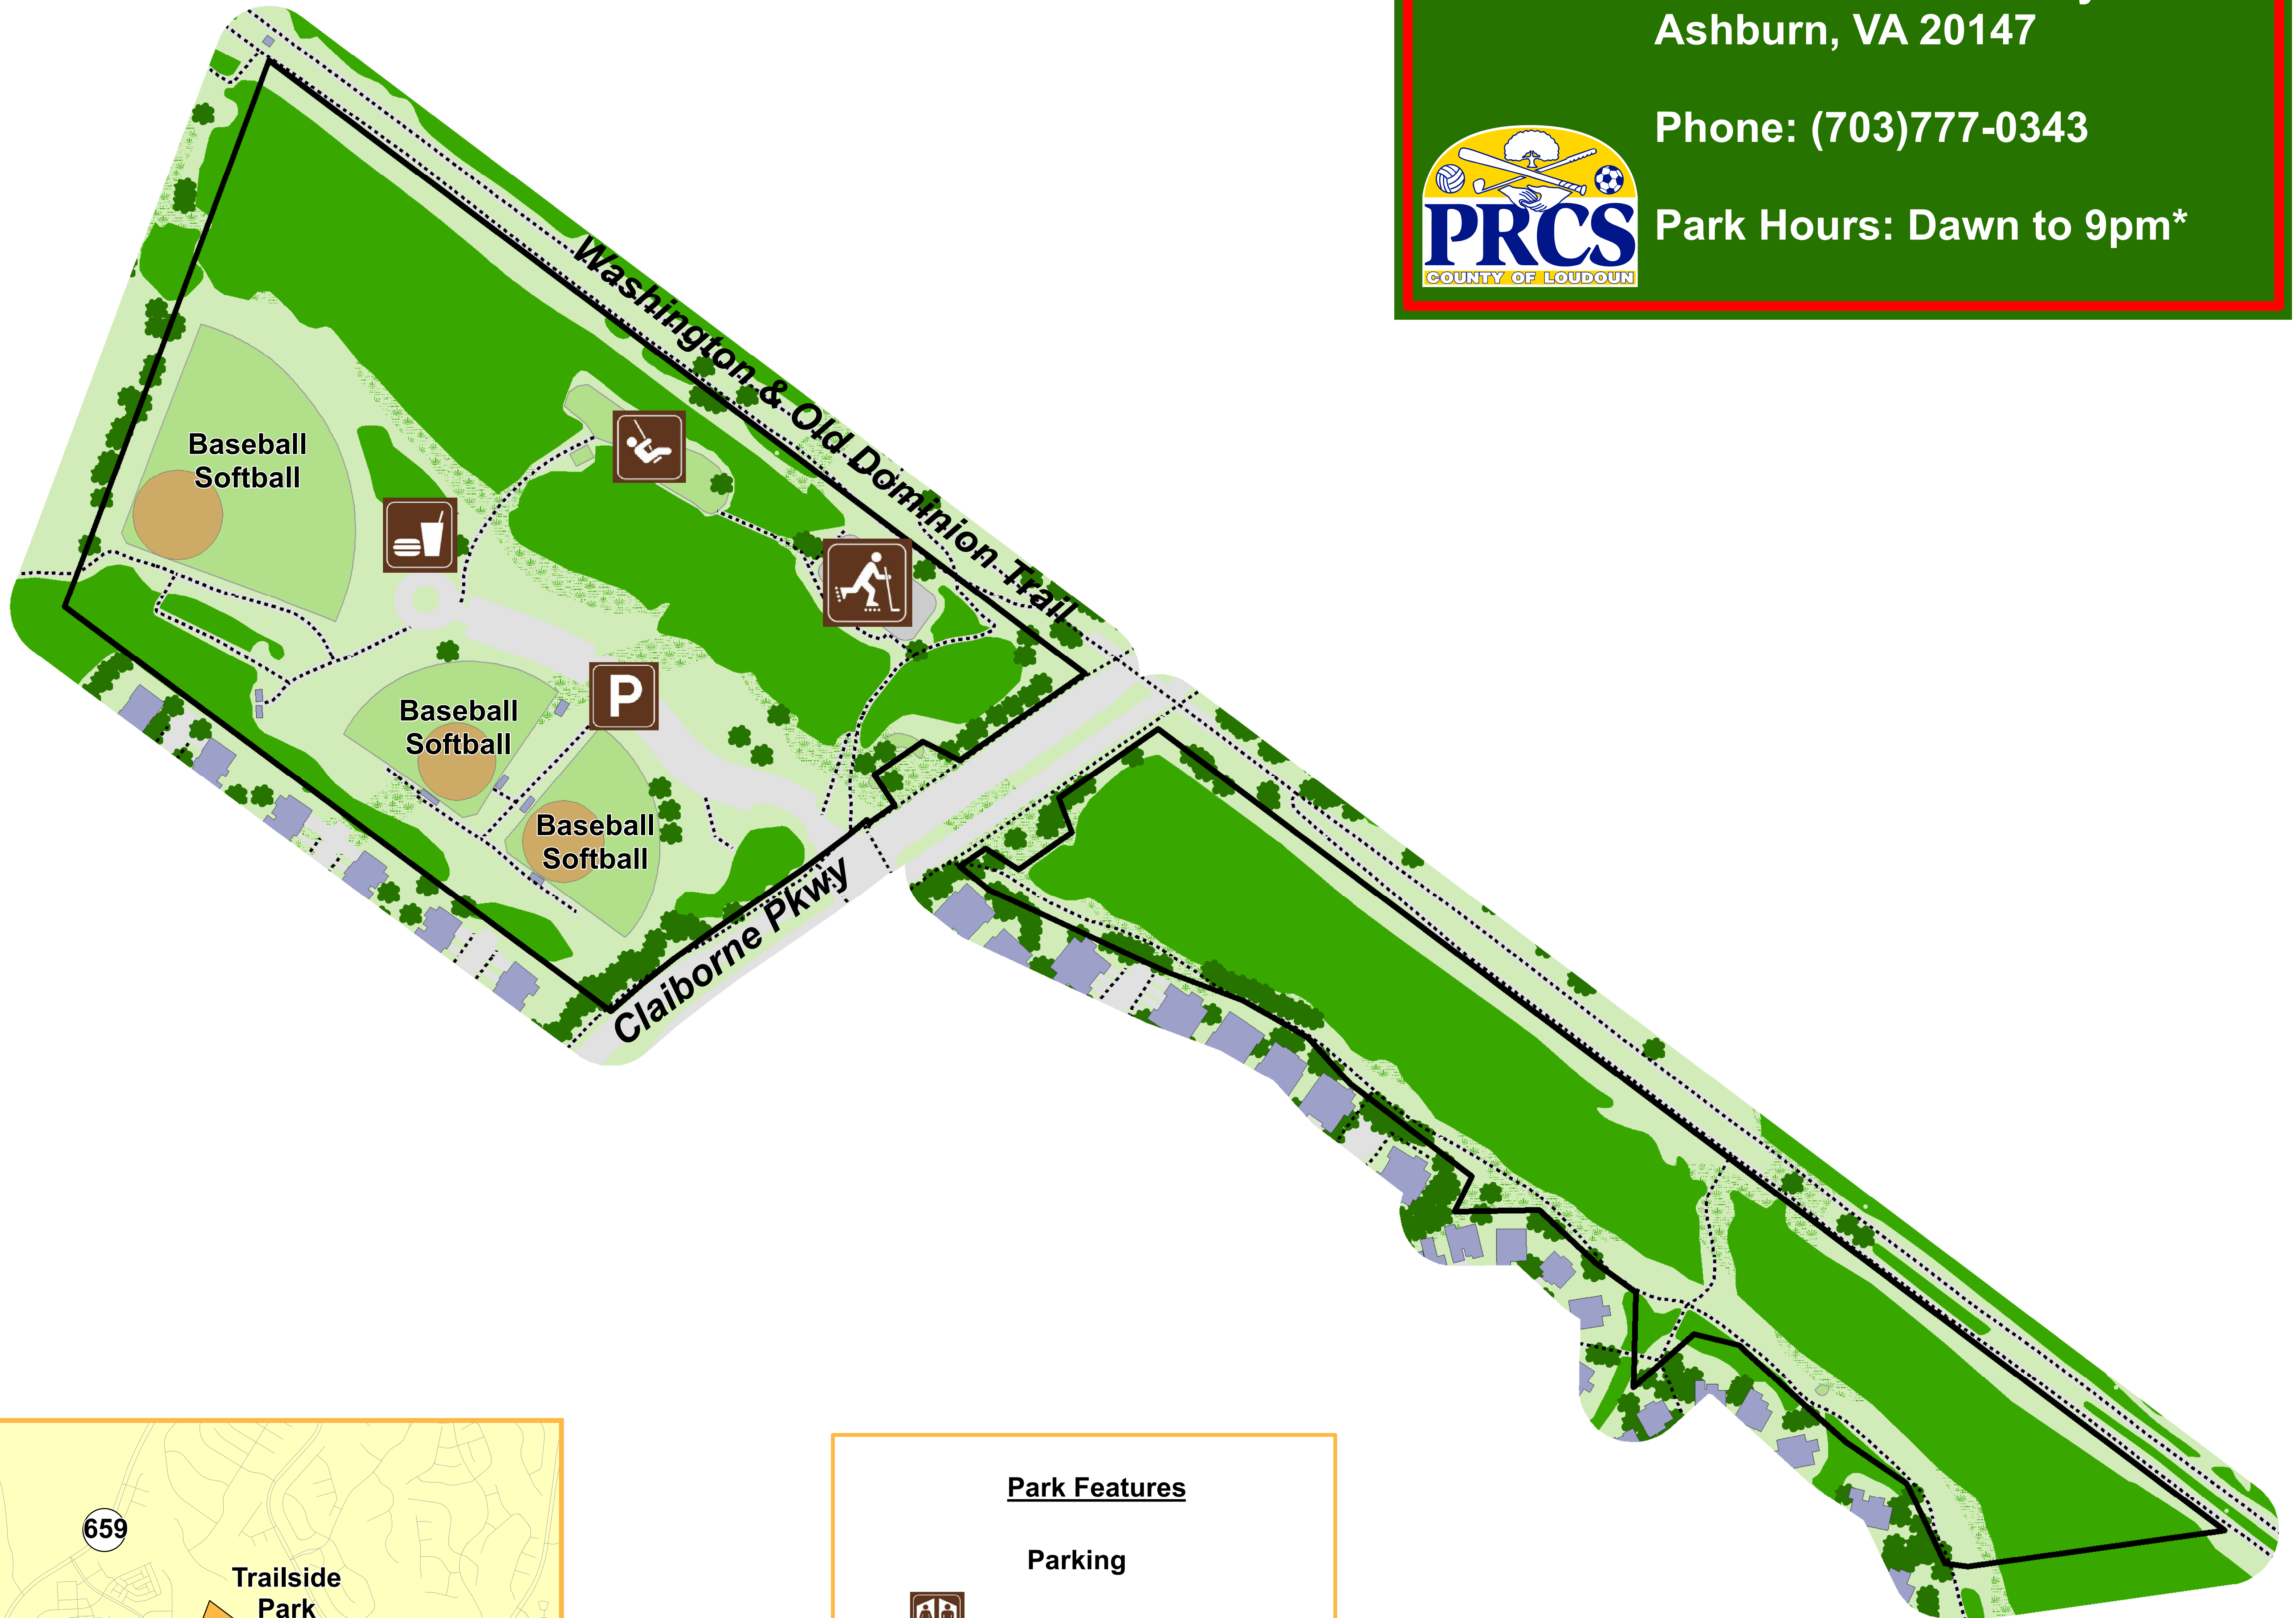 Ashburn, VA 20147
Phone: (703)777-0343
Park Hours: Dawn to 9pm*
PRCS
COUNTY OF LOUDOUN
Washington & Old Dominion Trail
Baseball
Softball
P
Baseball
Softball
Baseball
Softball
Claiborne Pkwy
659
Trailside
Park
Park Features
Parking